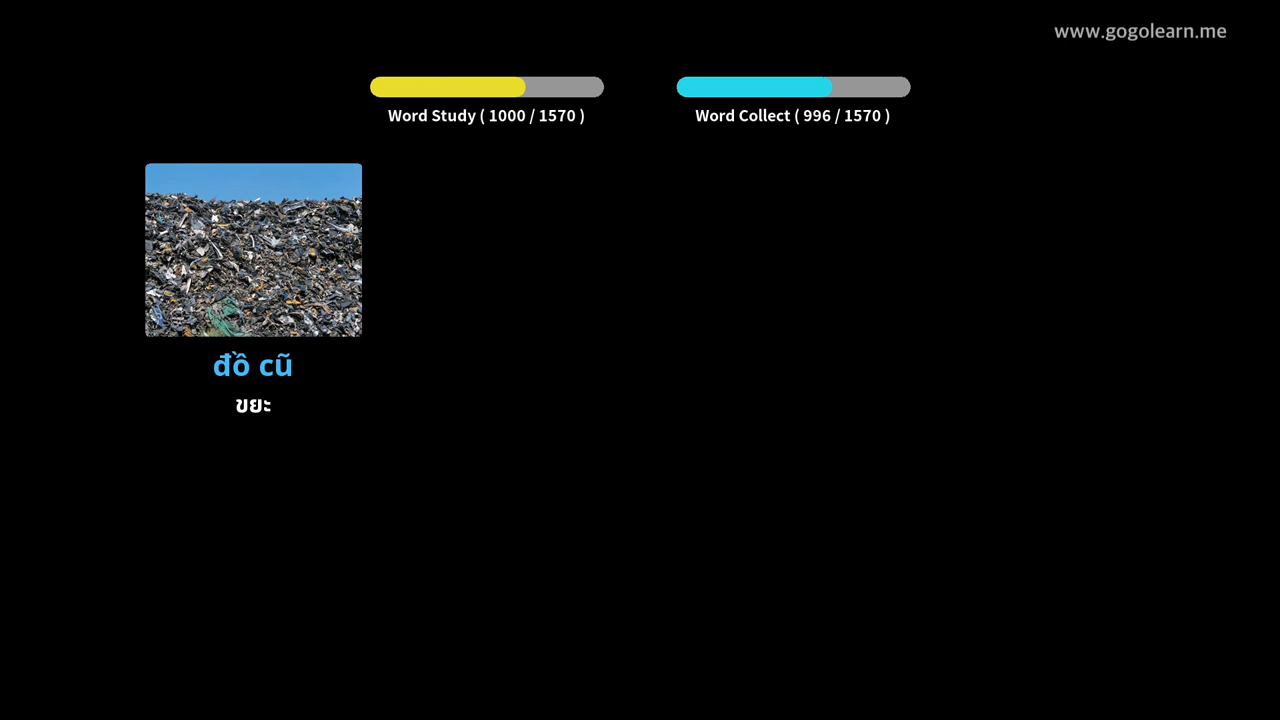 www.gogolearn.me
Word Study ( 1000 / 1570 )
Word Collect ( 996 / 1570 )
đồ cũ
ขยะ